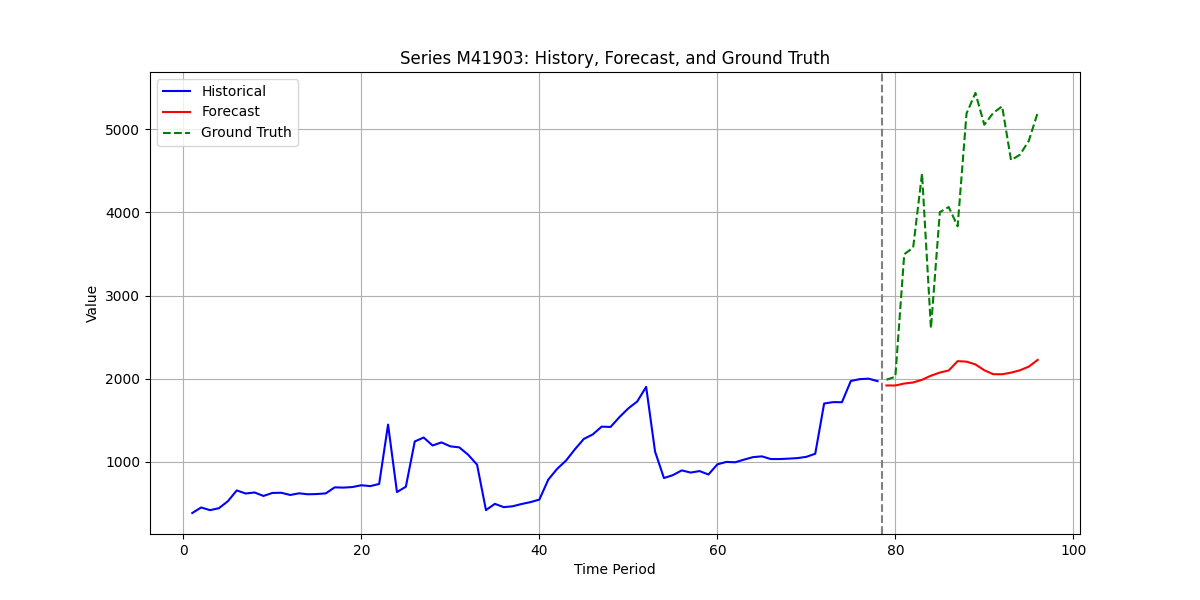 Series M41903: History, Forecast, and Ground Truth
Historical
Forecast
Ground Truth
5000
4000
3000
2000
1000
Value
0
20
40
60
80
100
Time Period